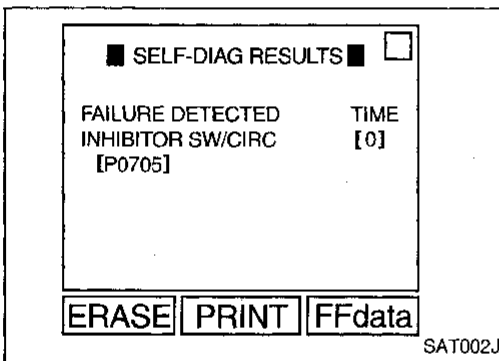 SELF-DIAG RESULTS
FAILURE DETECTED TIME
INHIBITOR SW/CIRC [0]
[P0705]
ERASE PRINT FFdata
SAT002J